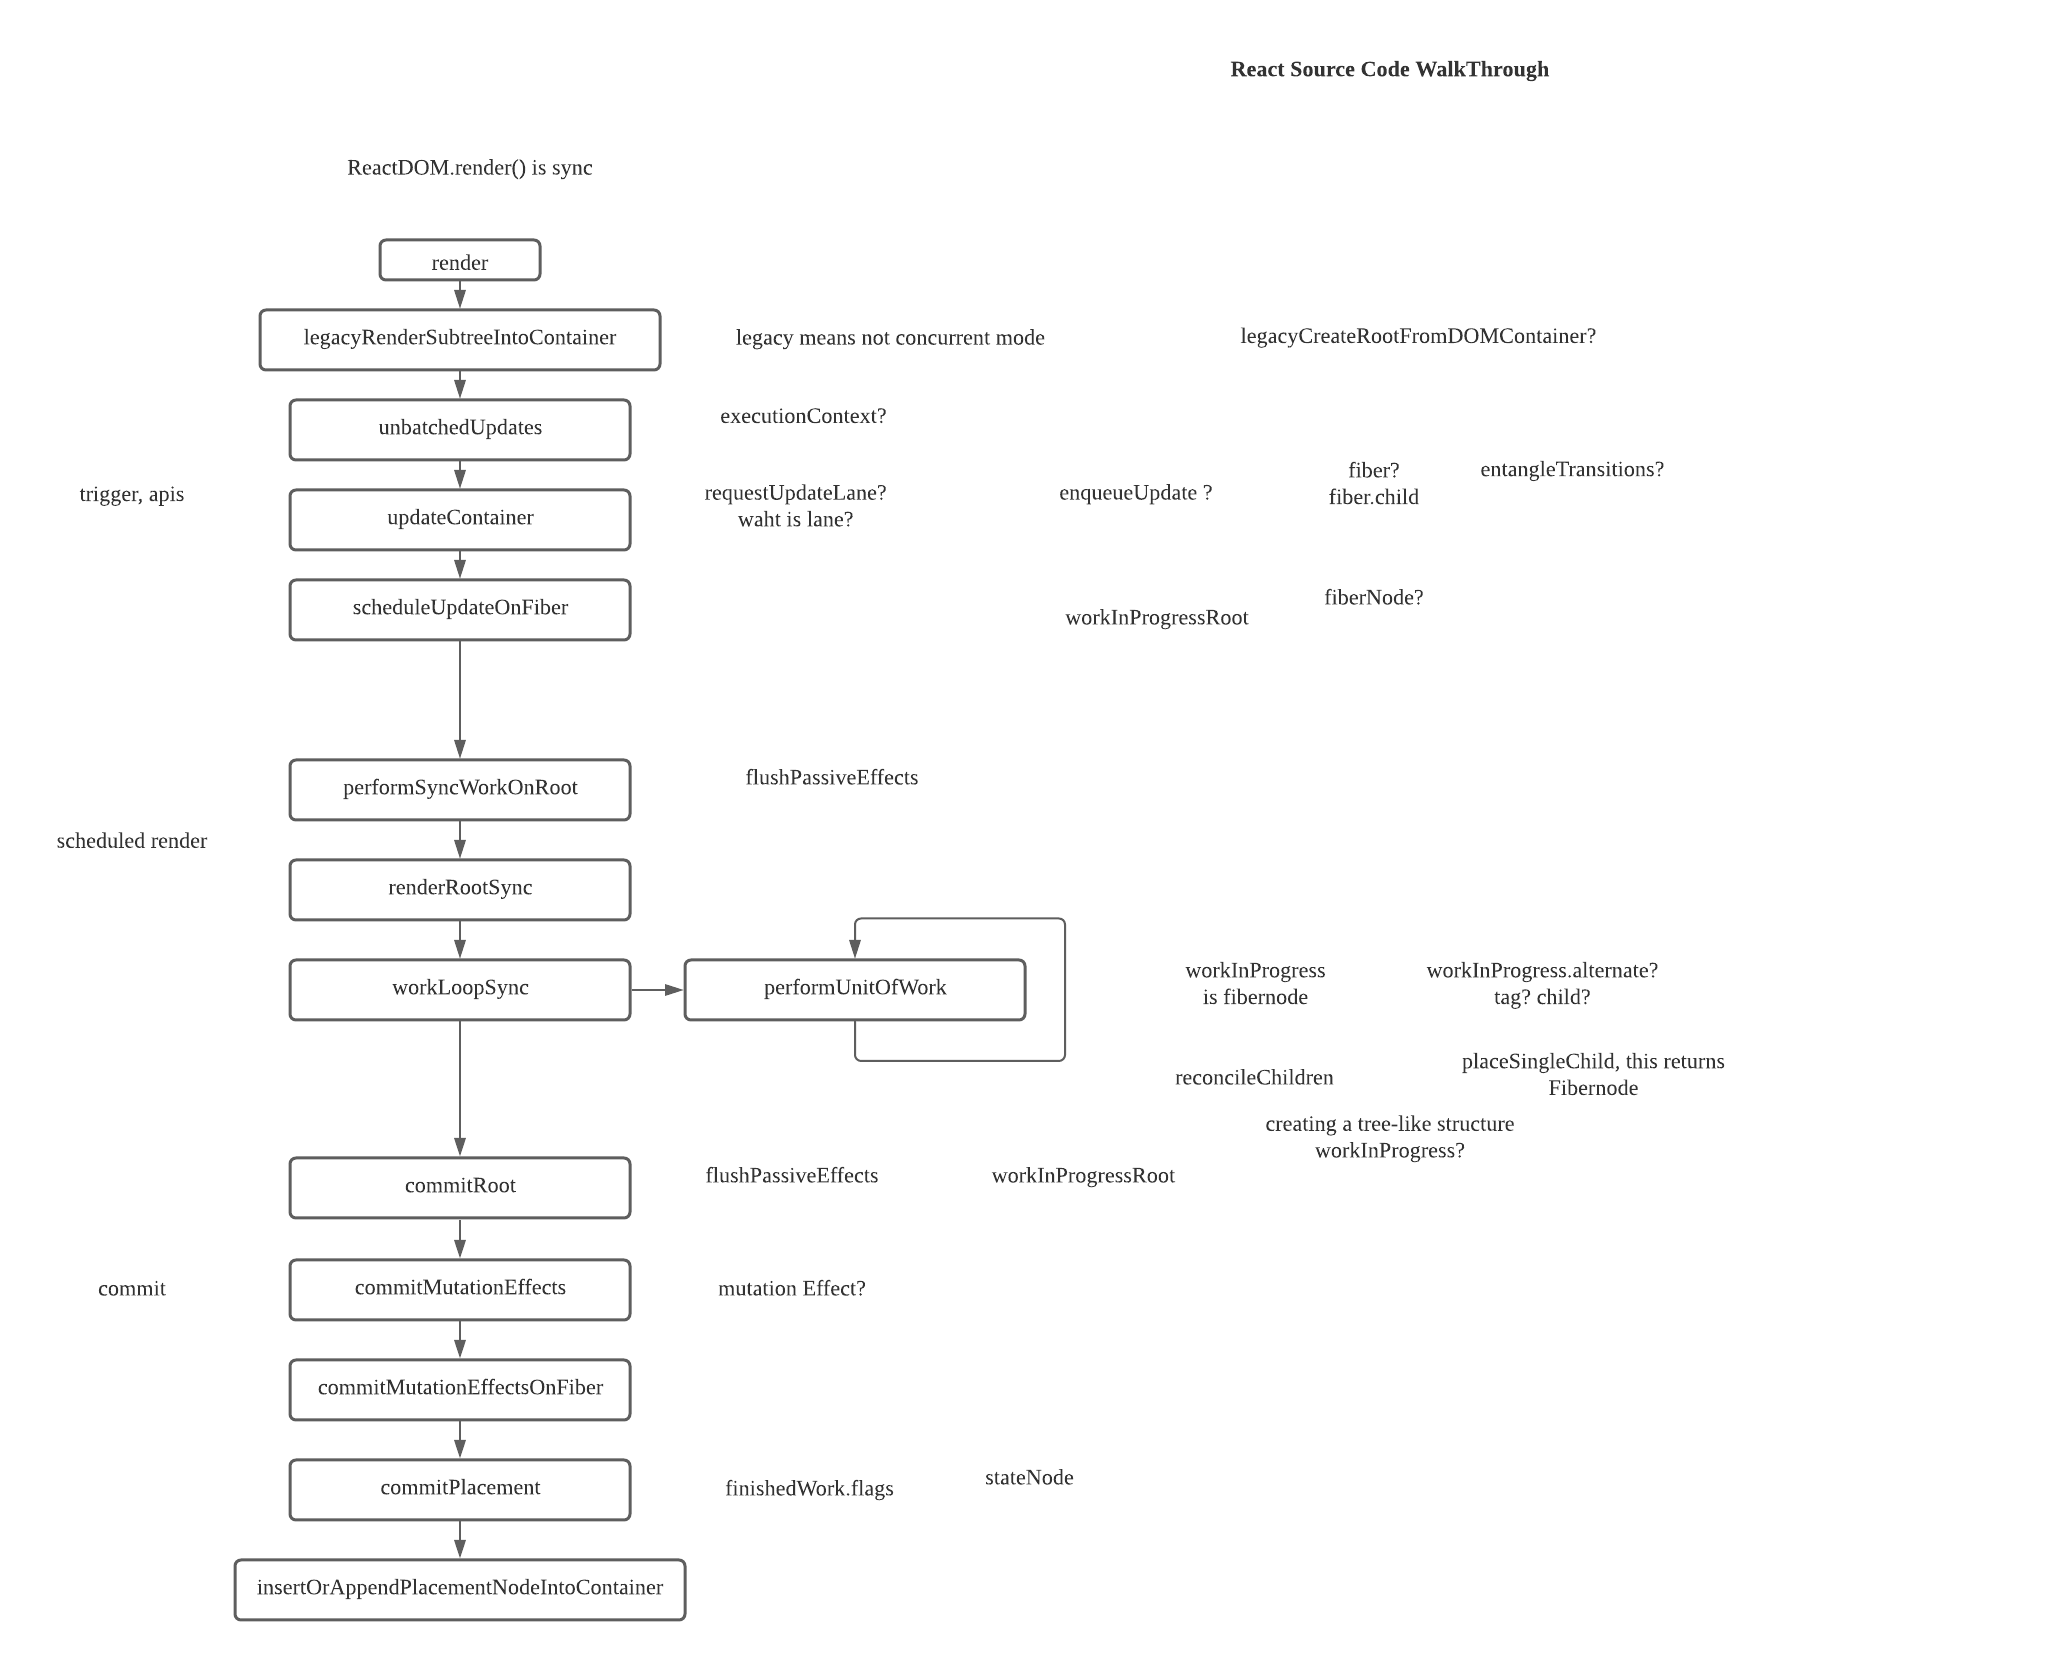 React Source Code WalkThrough
ReactDOM.render() is sync
render
legacyRenderSubtreeIntoContainer
legacy means not concurrent mode
legacyCreateRootFromDOMContainer?
unbatchedUpdates
executionContext?
trigger, apis
updateContainer
requestUpdateLane?
waht is lane?
enqueueUpdate ?
fiber?
fiber.child
entangleTransitions?
scheduleUpdateOnFiber
workInProgressRoot
fiberNode?
performSyncWorkOnRoot
flushPassiveEffects
scheduled render
renderRootSync
workLoopSync
performUnitOfWork
workInProgress
is fibernode
workInProgress.alternate?
tag? child?
reconcileChildren
placeSingleChild, this returns
Fibernode
creating a tree-like structure
workInProgress?
commitRoot
flushPassiveEffects
workInProgressRoot
commit
commitMutationEffects
mutation Effect?
commitMutationEffectsOnFiber
commitPlacement
finishedWork.flags
stateNode
insertOrAppendPlacementNodeIntoContainer